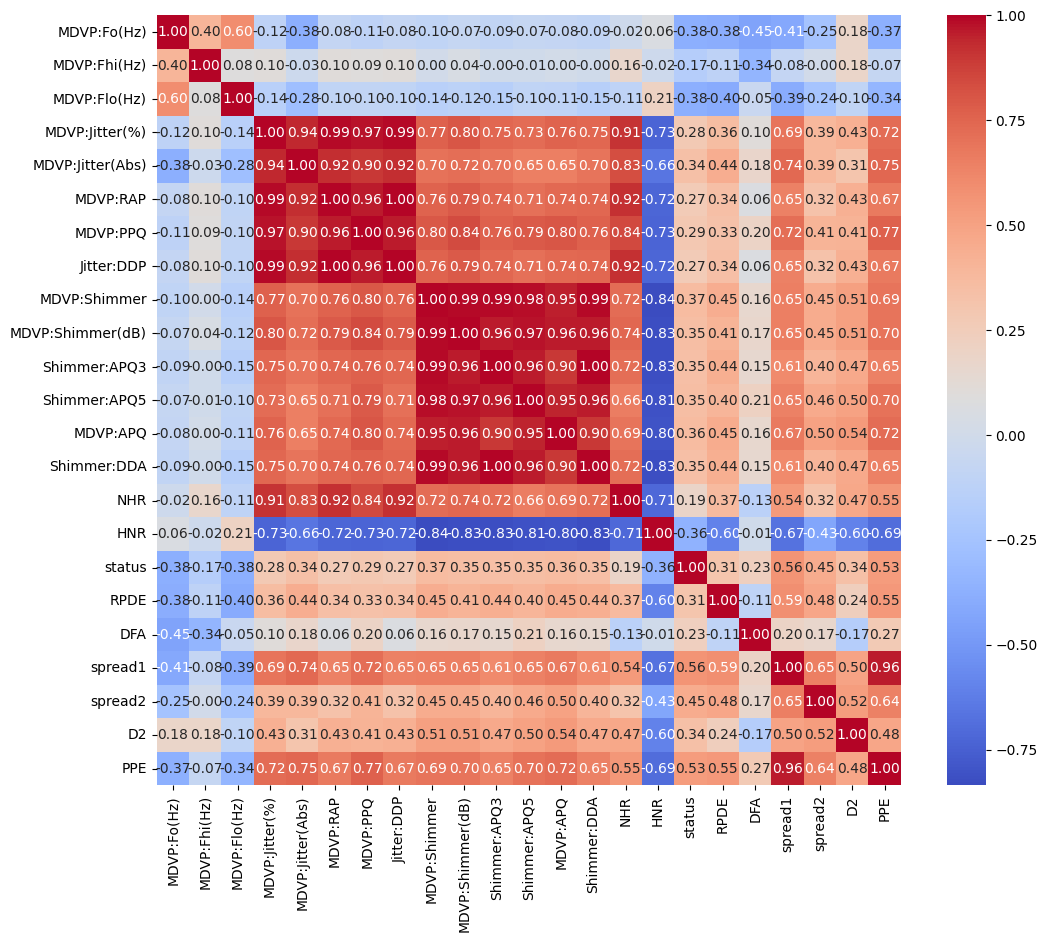 MDVP:Fo(Hz) 1.00 0.40 0.60 -0.12 -0.38 -0.08 -0.11 -0.08 -0.10 -0.07 -0.09 -0.07 -0.08 -0.09 -0.02 0.06 -0.38 -0.38 -0.45 -0.41 -0.25 0.18 -0.37
MDVP:Fhi(Hz) 0.40 1.00 0.08 0.10 -0.03 0.10 0.09 0.10 0.00 0.04 -0.00 -0.01 0.00 -0.00 0.16 -0.02 -0.17 -0.11 -0.34 -0.08 -0.00 0.18 -0.07
MDVP:Flo(Hz) 0.60 0.08 1.00 -0.14 -0.28 -0.10 -0.10 -0.10 -0.14 -0.12 -0.15 -0.10 -0.11 -0.15 -0.11 0.21 -0.38 -0.40 -0.05 -0.39 -0.24 -0.10 -0.34
MDVP:Jitter(%) -0.12 0.10 -0.14 1.00 0.94 0.99 0.97 0.99 0.77 0.80 0.75 0.73 0.76 0.75 0.91 -0.73 0.28 0.36 0.10 0.69 0.39 0.43 0.72
MDVP:Jitter(Abs) -0.38 -0.03 -0.28 0.94 1.00 0.92 0.90 0.92 0.70 0.72 0.70 0.65 0.65 0.70 0.83 -0.66 0.34 0.44 0.18 0.74 0.39 0.31 0.75
MDVP:RAP -0.08 0.10 -0.10 0.99 0.92 1.00 0.96 1.00 0.76 0.79 0.74 0.71 0.74 0.74 0.92 -0.72 0.27 0.34 0.06 0.65 0.32 0.43 0.67
MDVP:PPQ -0.11 0.09 -0.10 0.97 0.90 0.96 1.00 0.96 0.80 0.84 0.76 0.79 0.80 0.76 0.84 -0.73 0.29 0.33 0.20 0.72 0.41 0.41 0.77
Jitter:DDP -0.08 0.10 -0.10 0.99 0.92 1.00 0.96 1.00 0.76 0.79 0.74 0.71 0.74 0.74 0.92 -0.72 0.27 0.34 0.06 0.65 0.32 0.43 0.67
MDVP:Shimmer -0.10 0.00 -0.14 0.77 0.70 0.76 0.80 0.76 1.00 0.99 0.99 0.98 0.95 0.99 0.72 -0.84 0.37 0.45 0.16 0.65 0.45 0.51 0.69
MDVP:Shimmer(dB) -0.07 0.04 -0.12 0.80 0.72 0.79 0.84 0.79 0.99 1.00 0.96 0.97 0.96 0.96 0.74 -0.83 0.35 0.41 0.17 0.65 0.45 0.51 0.70
Shimmer:APQ3 -0.09 -0.00 -0.15 0.75 0.70 0.74 0.76 0.74 0.99 0.96 1.00 0.96 0.90 1.00 0.72 -0.83 0.35 0.44 0.15 0.61 0.40 0.47 0.65
Shimmer:APQ5 -0.07 -0.01 -0.10 0.73 0.65 0.71 0.79 0.71 0.98 0.97 0.96 1.00 0.95 0.96 0.66 -0.81 0.35 0.40 0.21 0.65 0.46 0.50 0.70
MDVP:APQ -0.08 0.00 -0.11 0.76 0.65 0.74 0.80 0.74 0.95 0.96 0.90 0.95 1.00 0.90 0.69 -0.80 0.36 0.45 0.16 0.67 0.50 0.54 0.72
Shimmer:DDA -0.09 -0.00 -0.15 0.75 0.70 0.74 0.76 0.74 0.99 0.96 1.00 0.96 0.90 1.00 0.72 -0.83 0.35 0.44 0.15 0.61 0.40 0.47 0.65
NHR -0.02 0.16 -0.11 0.91 0.83 0.92 0.84 0.92 0.72 0.74 0.72 0.66 0.69 0.72 1.00 -0.71 0.19 0.37 -0.13 0.54 0.32 0.47 0.55
HNR 0.06 -0.02 0.21 -0.73 -0.66 -0.72 -0.73 -0.72 -0.84 -0.83 -0.83 -0.81 -0.80 -0.83 -0.71 1.00 -0.36 -0.60 -0.01 -0.67 -0.43 -0.60 -0.69
status -0.38 -0.17 -0.38 0.28 0.34 0.27 0.29 0.27 0.37 0.35 0.35 0.35 0.36 0.35 0.19 -0.36 1.00 0.31 0.23 0.56 0.45 0.34 0.53
RPDE -0.38 -0.11 -0.40 0.36 0.44 0.34 0.33 0.34 0.45 0.41 0.44 0.40 0.45 0.44 0.37 -0.60 0.31 1.00 -0.11 0.59 0.48 0.24 0.55
DFA -0.45 -0.34 -0.05 0.10 0.18 0.06 0.20 0.06 0.16 0.17 0.15 0.21 0.16 0.15 -0.13 -0.01 0.23 -0.11 1.00 0.20 0.17 -0.17 0.27
spread1 -0.41 -0.08 -0.39 0.69 0.74 0.65 0.72 0.65 0.65 0.65 0.61 0.65 0.67 0.61 0.54 -0.67 0.56 0.59 0.20 1.00 0.65 0.50 0.96
spread2 -0.25 -0.00 -0.24 0.39 0.39 0.32 0.41 0.32 0.45 0.45 0.40 0.46 0.50 0.40 0.32 -0.43 0.45 0.48 0.17 0.65 1.00 0.52 0.64
D2 0.18 0.18 -0.10 0.43 0.31 0.43 0.41 0.43 0.51 0.51 0.47 0.50 0.54 0.47 0.47 -0.60 0.34 0.24 -0.17 0.50 0.52 1.00 0.48
PPE -0.37 -0.07 -0.34 0.72 0.75 0.67 0.77 0.67 0.69 0.70 0.65 0.70 0.72 0.65 0.55 -0.69 0.53 0.55 0.27 0.96 0.64 0.48 1.00
MDVP:Fo(Hz)
MDVP:Fhi(Hz)
MDVP:Flo(Hz)
MDVP:Jitter(%)
MDVP:Jitter(Abs)
MDVP:RAP
MDVP:PPQ
Jitter:DDP
MDVP:Shimmer
MDVP:Shimmer(dB)
Shimmer:APQ3
Shimmer:APQ5
MDVP:APQ
Shimmer:DDA
NHR
HNR
status
RPDE
DFA
spread1
spread2
D2
PPE
1.00
0.75
0.50
0.25
0.00
−0.25
−0.50
−0.75